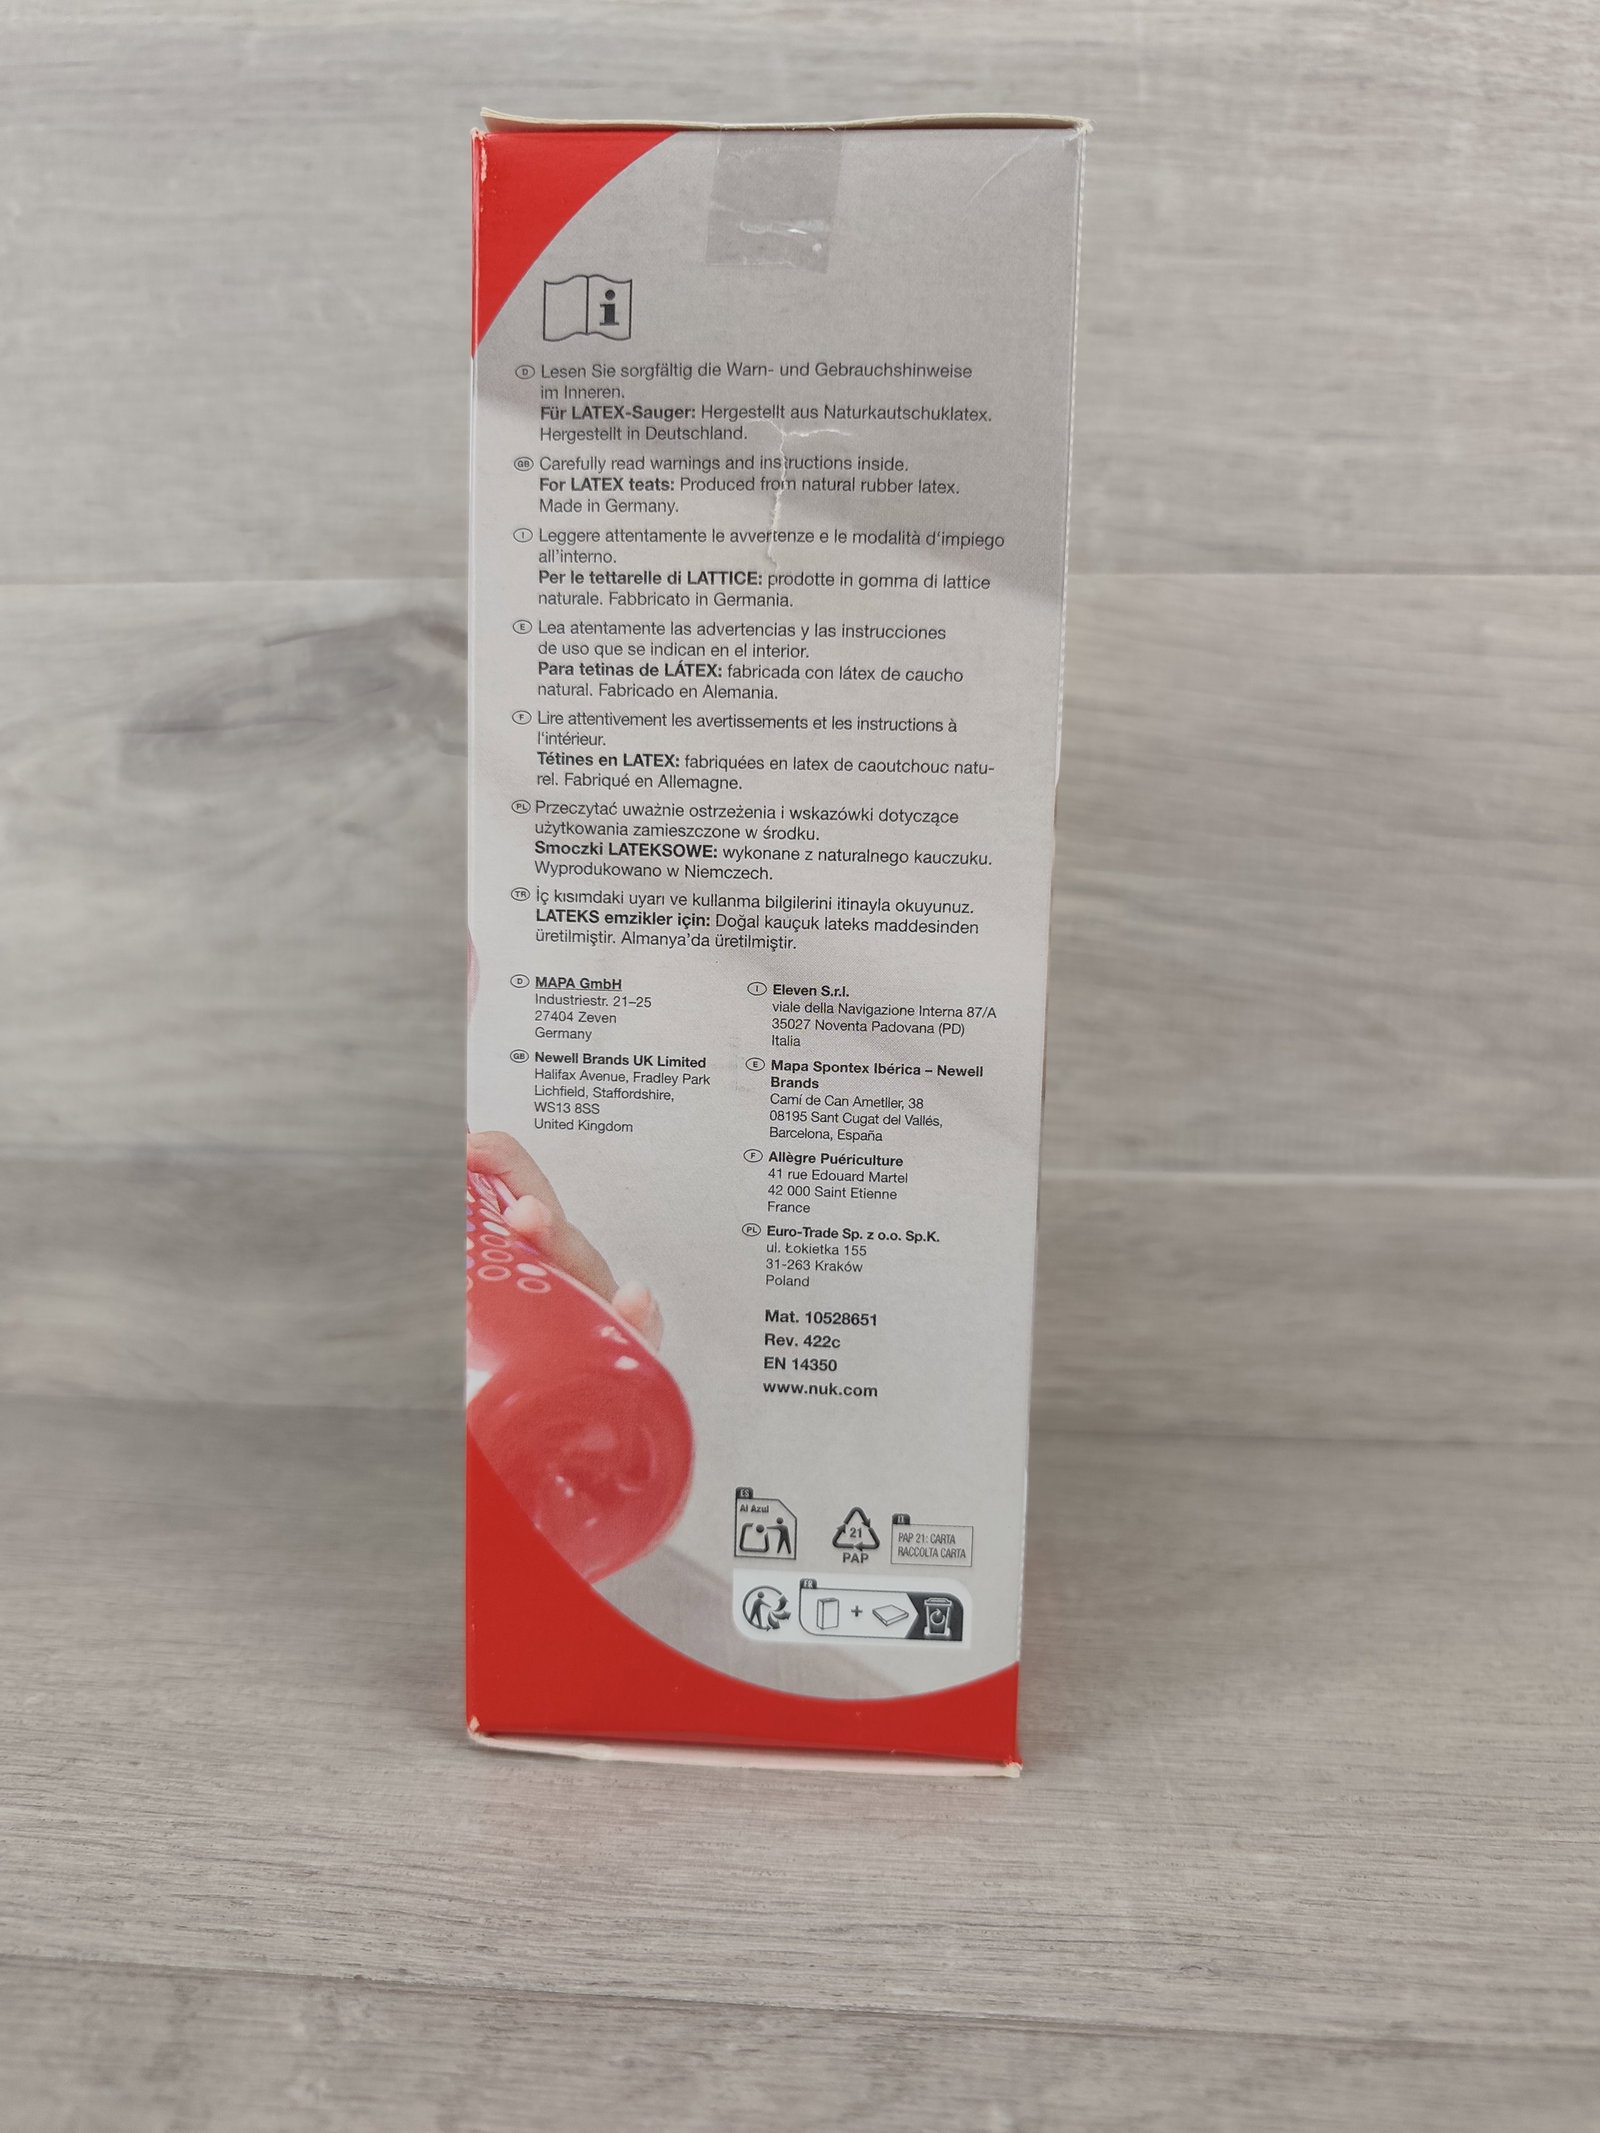 D Lesen Sie sorgfältig die Warn- und Gebrauchshinweise
im Inneren.
Für LATEX-Sauger: Hergestellt aus Naturkautschuklatex.
Hergestellt in Deutschland.
GB Carefully read warnings and instructions inside.
For LATEX teats: Produced from natural rubber latex.
Made in Germany.
I Leggere attentamente le avvertenze e le modalità d'impiego
all'interno.
Per le tettarelle di LATTICE: prodotte in gomma di lattice
naturale. Fabbricato in Germania.
E Lea atentamente las advertencias y las instrucciones
de uso que se indican en el interior.
Para tetinas de LÁTEX: fabricada con látex de caucho
natural. Fabricado en Alemania.
F Lire attentivement les avertissements et les instructions à
l'intérieur.
Tétines en LATEX: fabriquées en latex de caoutchouc natu-
rel. Fabriqué en Allemagne.
PL Przeczytać uważnie ostrzeżenia i wskazówki dotyczące
użytkowania zamieszczone w środku.
Smoczki LATEKSOWE: wykonane z naturalnego kauczuku.
Wyprodukowano w Niemczech.
TR İç kısımdaki uyarı ve kullanma bilgilerini itinayla okuyunuz.
LATEKS emzikler için: Doğal kauçuk lateks maddesinden
üretilmiştir. Almanya'da üretilmiştir.
D MAPA GmbH
Industriestr. 21–25
27404 Zeven
Germany
GB Newell Brands UK Limited
Halifax Avenue, Fradley Park
Lichfield, Staffordshire,
WS13 8SS
United Kingdom
I Eleven S.r.l.
viale della Navigazione Interna 87/A
35027 Noventa Padovana (PD)
Italia
E Mapa Spontex Ibérica – Newell
Brands
Camí de Can Ametller, 38
08195 Sant Cugat del Vallés,
Barcelona, España
F Allègre Puériculture
41 rue Edouard Martel
42 000 Saint Etienne
France
PL Euro-Trade Sp. z o.o. Sp.K.
ul. Łokietka 155
31-263 Kraków
Poland
Mat. 10528651
Rev. 422c
EN 14350
www.nuk.com
ES
Al Azul
21
PAP
IT
PAP 21: CARTA
RACCOLTA CARTA
FR
+